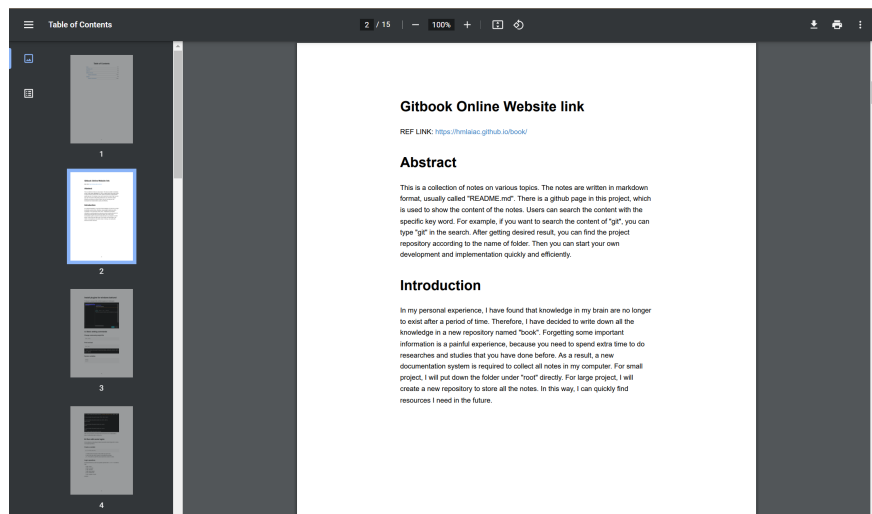 Table of Contents
2 / 15
100%
1
2
3
4
Gitbook Online Website link
REF LINK: https://hmlaiac.github.io/book/
Abstract
This is a collection of notes on various topics. The notes are written in markdown
format, usually called "README.md". There is a github page in this project, which
is used to show the content of the notes. Users can search the content with the
specific key word. For example, if you want to search the content of "git", you can
type "git" in the search. After getting desired result, you can find the project
repository according to the name of folder. Then you can start your own
development and implementation quickly and efficiently.
Introduction
In my personal experience, I have found that knowledge in my brain are no longer
to exist after a period of time. Therefore, I have decided to write down all the
knowledge in a new repository named "book". Forgetting some important
information is a painful experience, because you need to spend extra time to do
researches and studies that you have done before. As a result, a new
documentation system is required to collect all notes in my computer. For small
project, I will put down the folder under "root" directly. For large project, I will
create a new repository to store all the notes. In this way, I can quickly find
resources I need in the future.